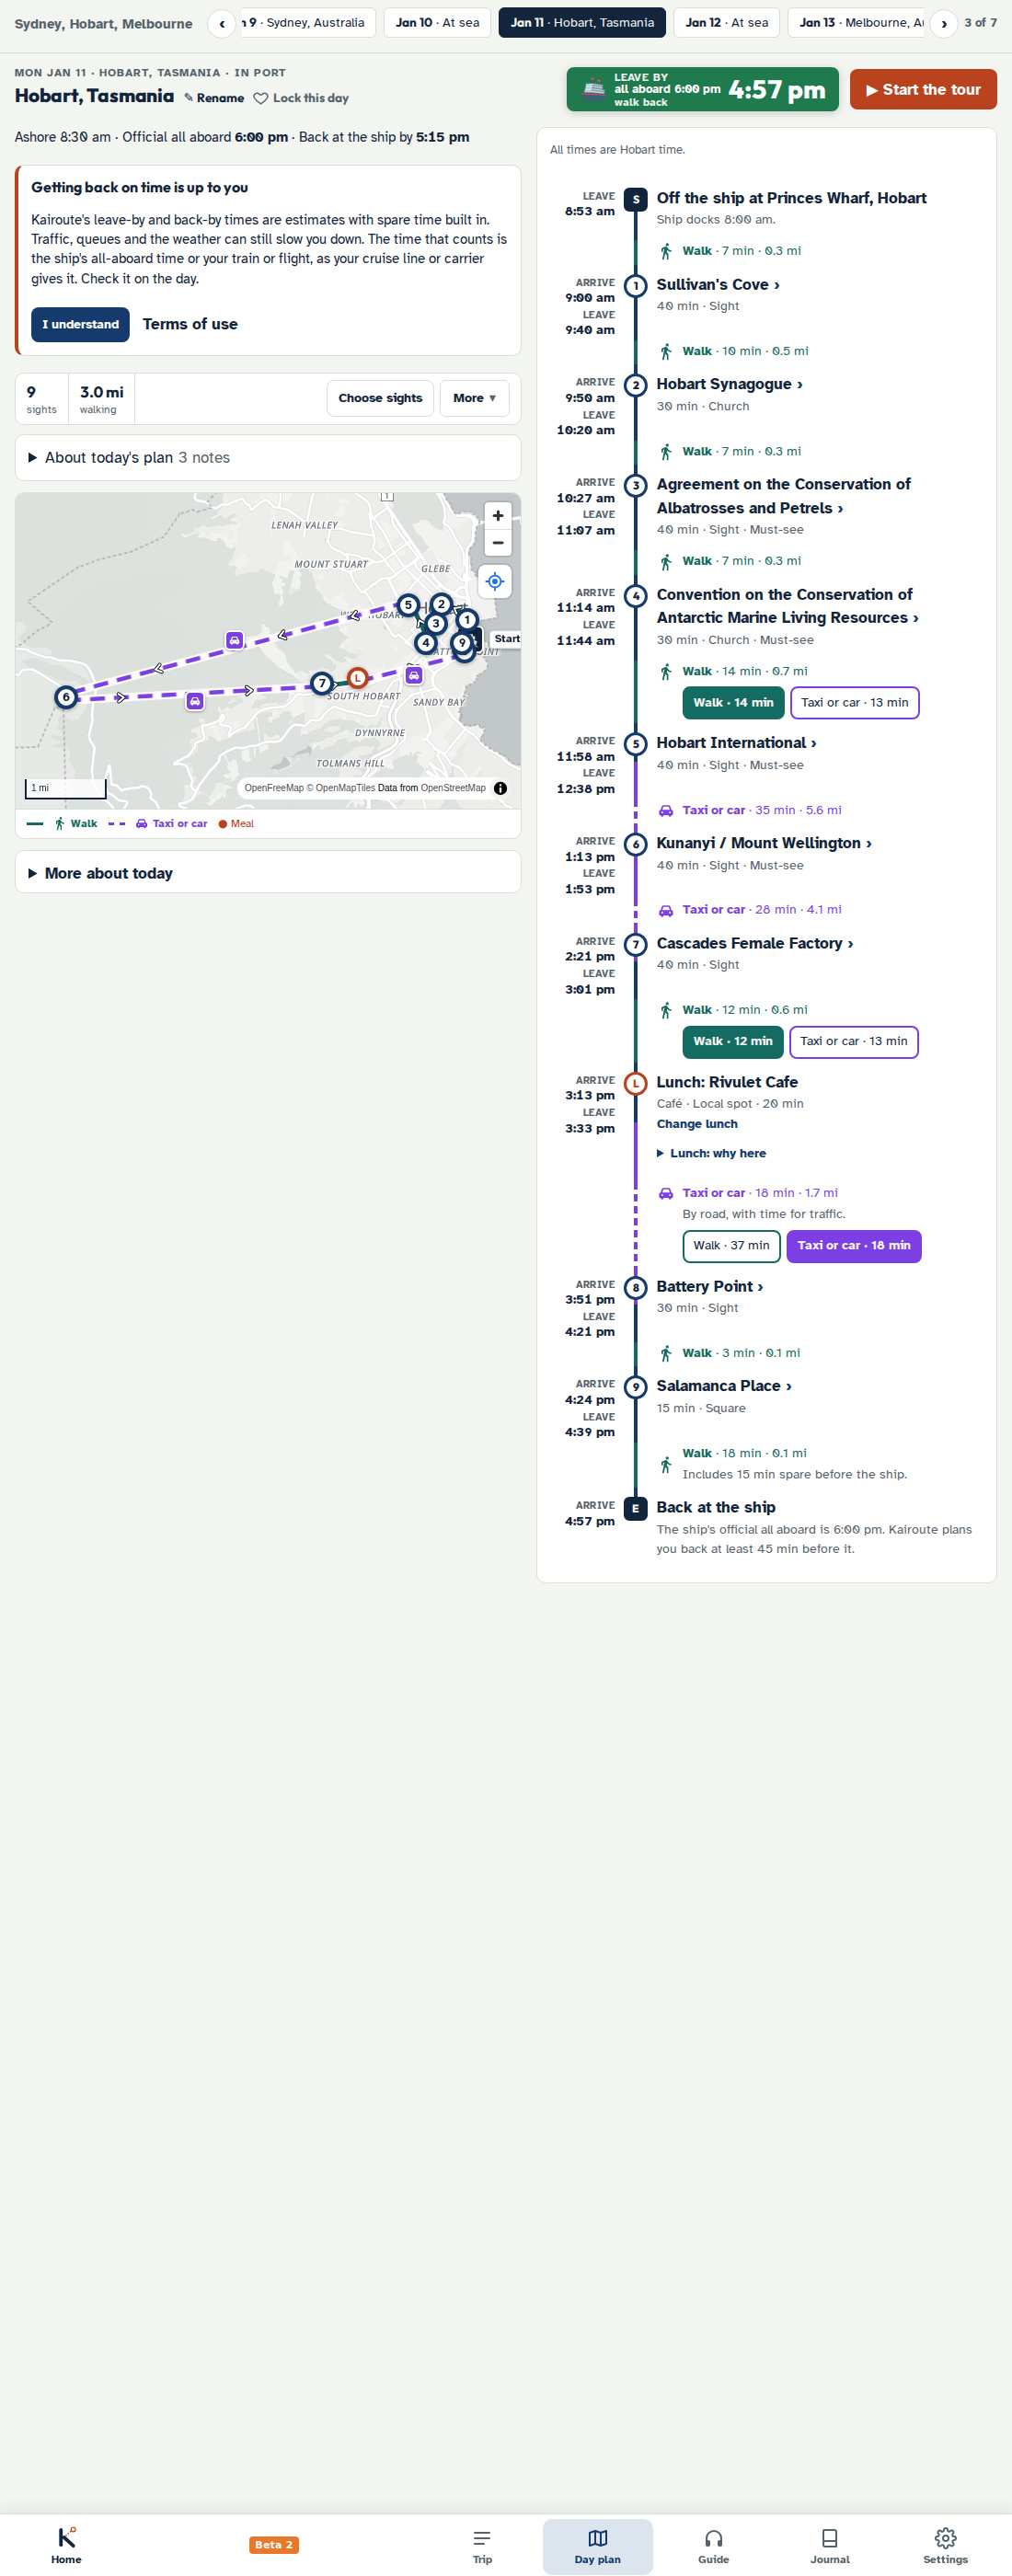 Sydney, Hobart, Melbourne
‹
n 9 · Sydney, Australia
Jan 10 · At sea
Jan 11 · Hobart, Tasmania
Jan 12 · At sea
Jan 13 · Melbourne, Au
›
3 of 7
MON JAN 11 · HOBART, TASMANIA · IN PORT
Hobart, Tasmania
✎ Rename
Lock this day
LEAVE BY
all aboard 6:00 pm
walk back
4:57 pm
▶ Start the tour
Ashore 8:30 am · Official all aboard 6:00 pm · Back at the ship by 5:15 pm
Getting back on time is up to you
Kairoute's leave-by and back-by times are estimates with spare time built in.
Traffic, queues and the weather can still slow you down. The time that counts is
the ship's all-aboard time or your train or flight, as your cruise line or carrier
gives it. Check it on the day.
I understand
Terms of use
9
sights
3.0 mi
walking
Choose sights
More ▼
▶ About today's plan 3 notes
LENAH VALLEY
MOUNT STUART
GLEBE
1
+
−
5
2
1
3
4
9
Start
6
7
L
SOUTH HOBART
SANDY BAY
DYNNYRNE
TOLMANS HILL
1 mi
OpenFreeMap © OpenMapTiles Data from OpenStreetMap
Walk
Taxi or car
Meal
▶ More about today
All times are Hobart time.
LEAVE
8:53 am
S
Off the ship at Princes Wharf, Hobart
Ship docks 8:00 am.
Walk · 7 min · 0.3 mi
ARRIVE
9:00 am
LEAVE
9:40 am
1
Sullivan's Cove ›
40 min · Sight
Walk · 10 min · 0.5 mi
ARRIVE
9:50 am
LEAVE
10:20 am
2
Hobart Synagogue ›
30 min · Church
Walk · 7 min · 0.3 mi
ARRIVE
10:27 am
LEAVE
11:07 am
3
Agreement on the Conservation of
Albatrosses and Petrels ›
40 min · Sight · Must-see
Walk · 7 min · 0.3 mi
ARRIVE
11:14 am
LEAVE
11:44 am
4
Convention on the Conservation of
Antarctic Marine Living Resources ›
30 min · Church · Must-see
Walk · 14 min · 0.7 mi
Walk · 14 min
Taxi or car · 13 min
ARRIVE
11:58 am
LEAVE
12:38 pm
5
Hobart International ›
40 min · Sight · Must-see
Taxi or car · 35 min · 5.6 mi
ARRIVE
1:13 pm
LEAVE
1:53 pm
6
Kunanyi / Mount Wellington ›
40 min · Sight · Must-see
Taxi or car · 28 min · 4.1 mi
ARRIVE
2:21 pm
LEAVE
3:01 pm
7
Cascades Female Factory ›
40 min · Sight
Walk · 12 min · 0.6 mi
Walk · 12 min
Taxi or car · 13 min
ARRIVE
3:13 pm
LEAVE
3:33 pm
L
Lunch: Rivulet Cafe
Café · Local spot · 20 min
Change lunch
▶ Lunch: why here
Taxi or car · 18 min · 1.7 mi
By road, with time for traffic.
Walk · 37 min
Taxi or car · 18 min
ARRIVE
3:51 pm
LEAVE
4:21 pm
8
Battery Point ›
30 min · Sight
Walk · 3 min · 0.1 mi
ARRIVE
4:24 pm
LEAVE
4:39 pm
9
Salamanca Place ›
15 min · Square
Walk · 18 min · 0.1 mi
Includes 15 min spare before the ship.
ARRIVE
4:57 pm
E
Back at the ship
The ship's official all aboard is 6:00 pm. Kairoute plans
you back at least 45 min before it.
Home
Beta 2
Trip
Day plan
Guide
Journal
Settings